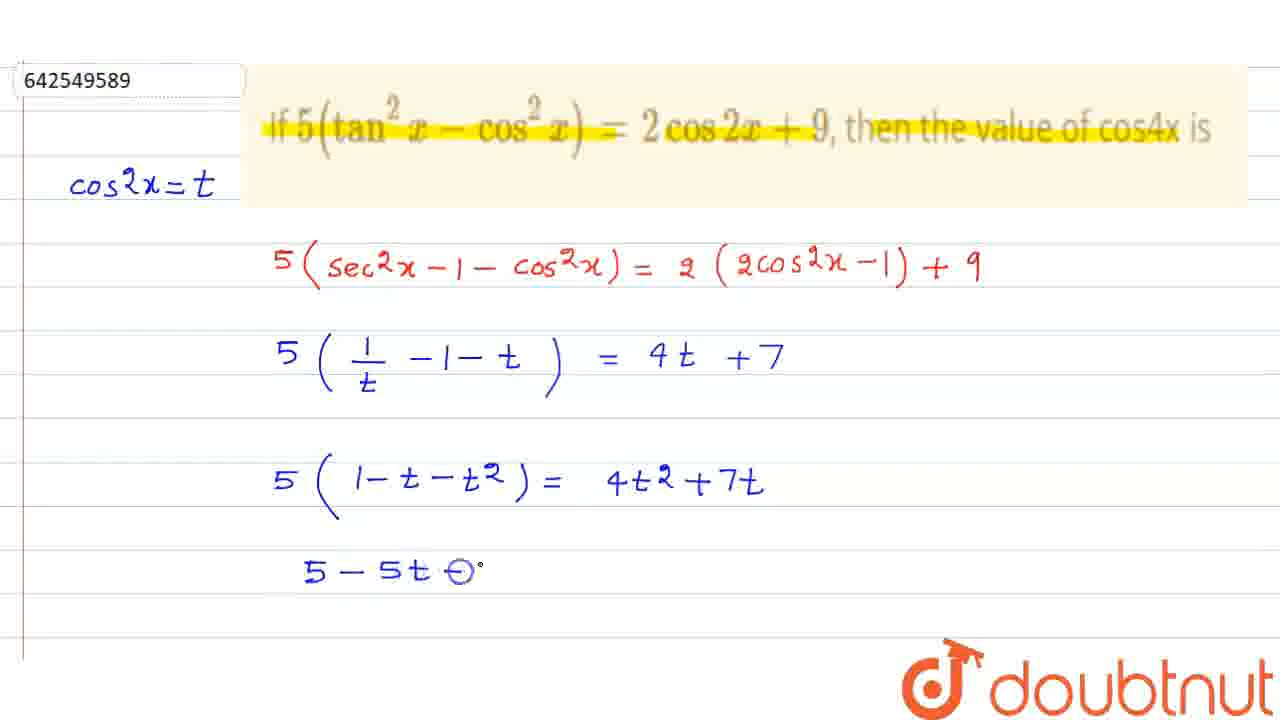 642549589
If 5(tan² x − cos² x) = 2 cos 2x + 9, then the value of cos4x is
cos²x = t
5 ( sec²x − 1 − cos²x ) = 2 ( 2cos²x − 1 ) + 9
5 ( 1/t − 1 − t ) = 4t + 7
5 ( 1 − t − t² ) = 4t² + 7t
5 − 5t −
doubtnut